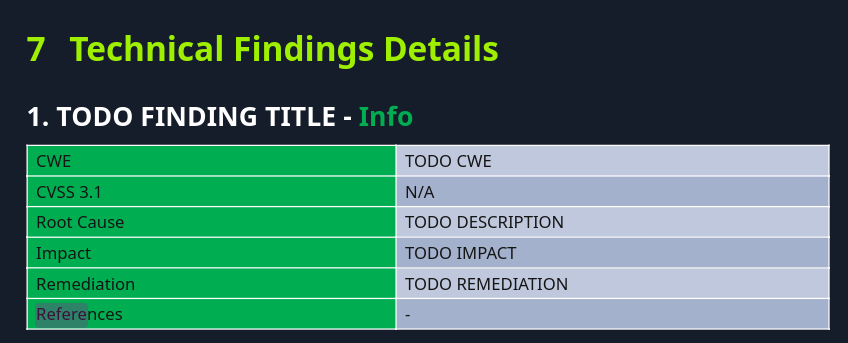 7 Technical Findings Details
1. TODO FINDING TITLE - Info
CWE TODO CWE
CVSS 3.1 N/A
Root Cause TODO DESCRIPTION
Impact TODO IMPACT
Remediation TODO REMEDIATION
References -